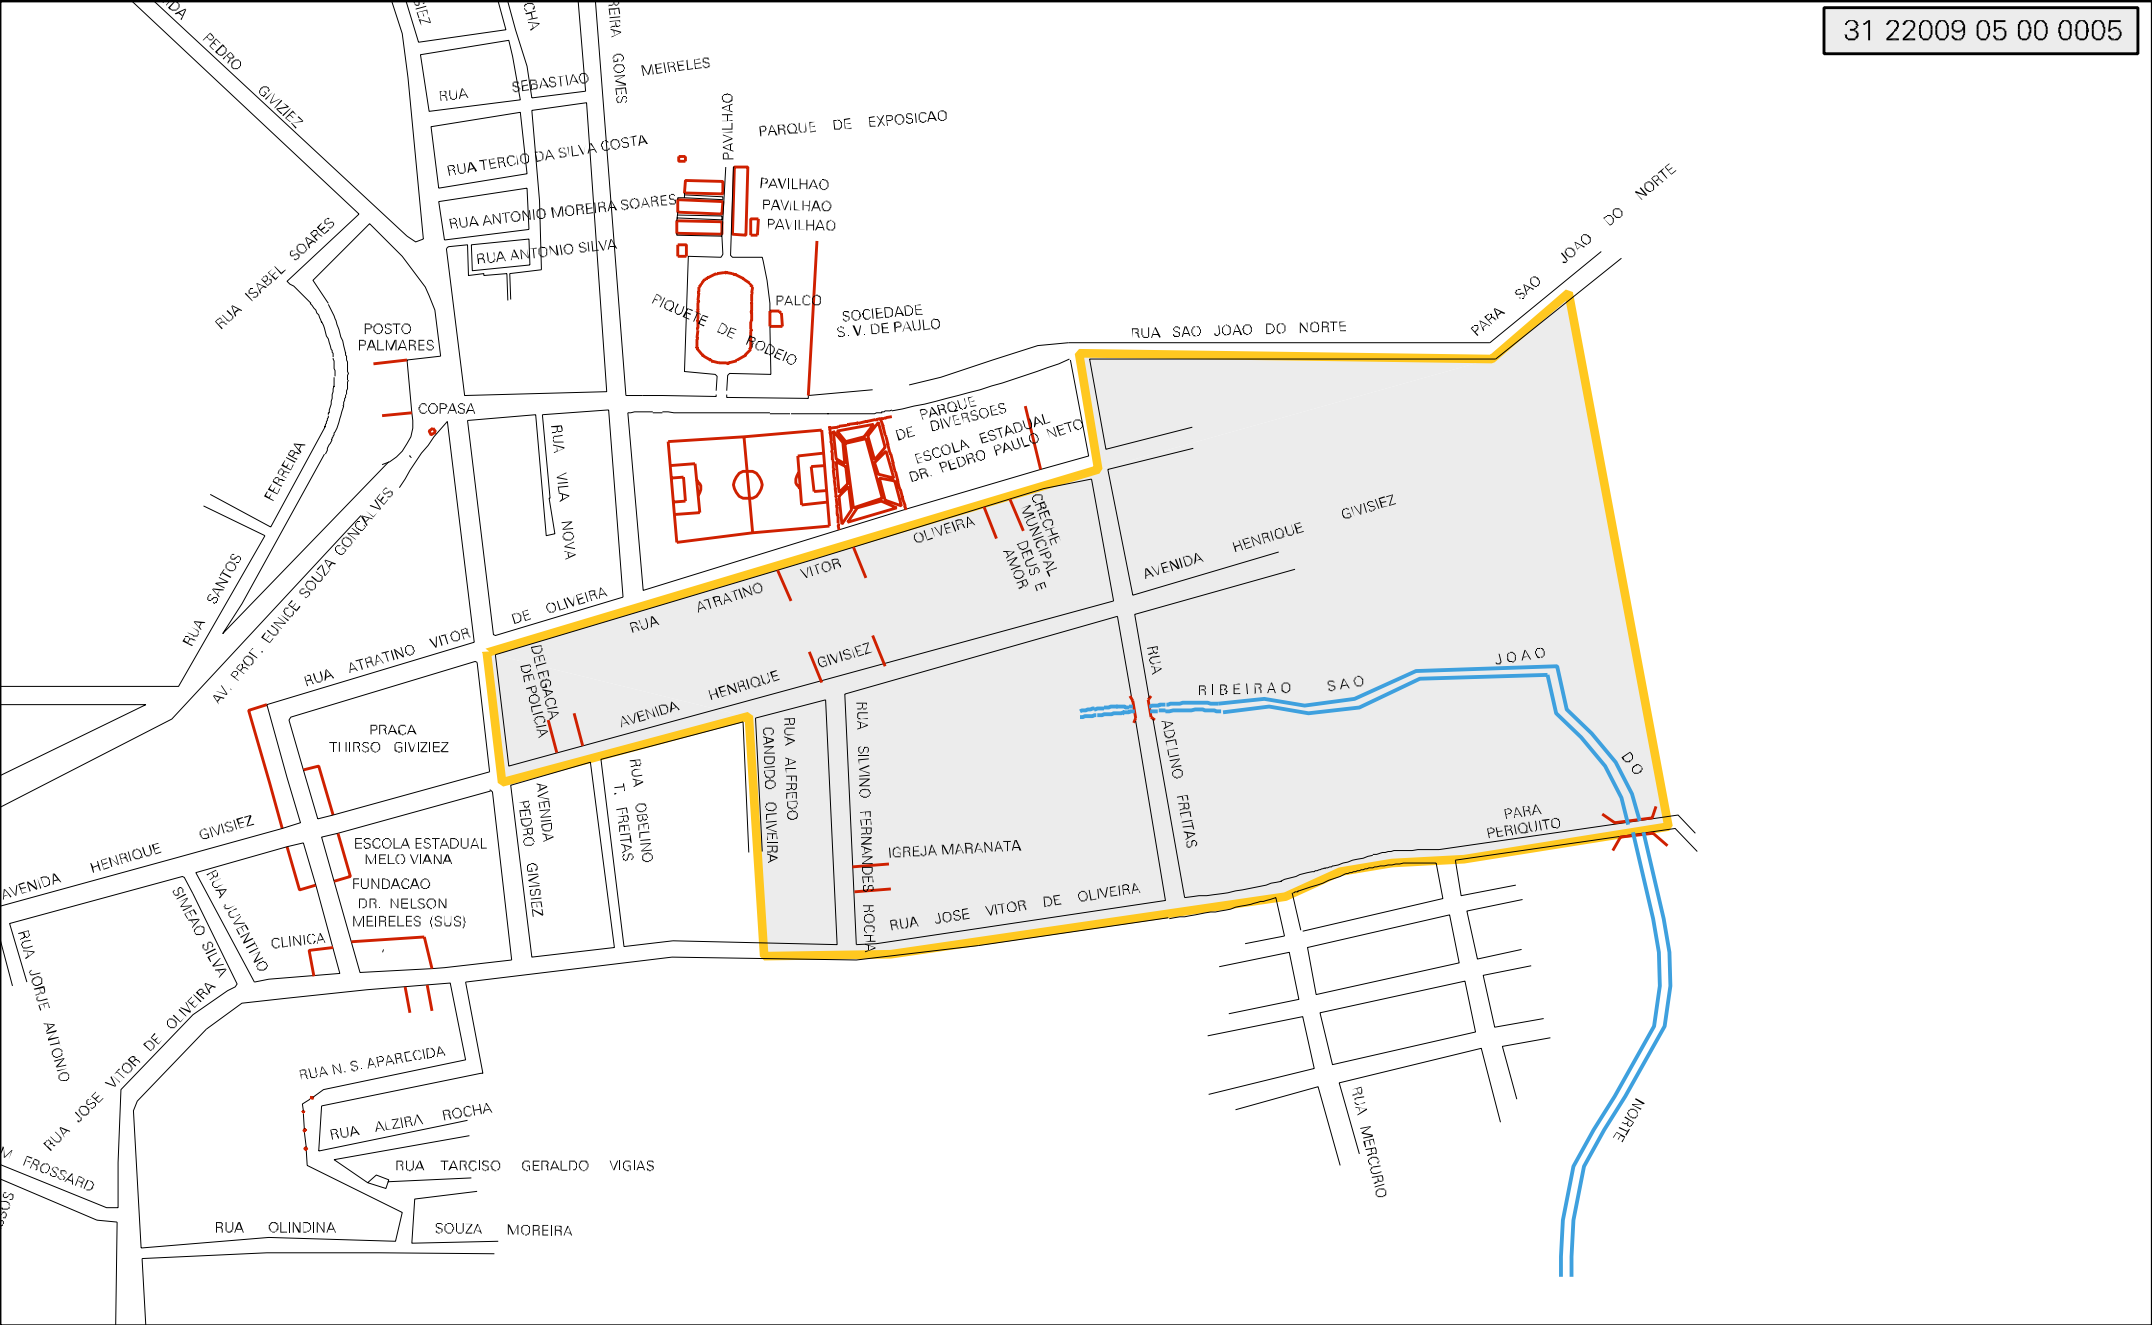 31 22009 05 00 0005
PEDRO GIVIZIEZ
REIRA GOMES
RUA SEBASTIAO MEIRELES
RUA TERCIO DA SILVA COSTA
RUA ANTONIO MOREIRA SOARES
RUA ANTONIO SILVA
PAVILHAO
PARQUE DE EXPOSICAO
PAVILHAO
PAVILHAO
PAVILHAO
PIQUETE DE RODEIO
PALCO
SOCIEDADE
S. V. DE PAULO
RUA ISABEL SOARES
POSTO
PALMARES
COPASA
RUA SAO JOAO DO NORTE
PARA SAO JOAO DO NORTE
PARQUE
DE DIVERSOES
ESCOLA ESTADUAL
DR. PEDRO PAULO NETO
RUA VILA NOVA
RUA SANTOS FERREIRA
AV. PROF. EUNICE SOUZA GONCALVES
RUA ATRATINO VITOR DE OLIVEIRA
RUA ATRATINO VITOR OLIVEIRA
CRECHE
MUNICIPAL
DEUS E
AMOR
AVENIDA HENRIQUE GIVISIEZ
DELEGACIA
DE POLICIA
AVENIDA HENRIQUE GIVISIEZ
PRACA
THIRSO GIVIZIEZ
RIBEIRAO SAO JOAO DO NORTE
RUA ADELINO FREITAS
RUA SILVINO FERNANDES ROCHA
RUA ALFREDO
CANDIDO OLIVEIRA
RUA OBELINO
T. FREITAS
AVENIDA
PEDRO GIVISIEZ
AVENIDA HENRIQUE GIVISIEZ
ESCOLA ESTADUAL
MELO VIANA
FUNDACAO
DR. NELSON
MEIRELES (SUS)
CLINICA
RUA JUVENTINO
SIMEAO SILVA
RUA JORJE ANTONIO
IGREJA MARANATA
RUA JOSE VITOR DE OLIVEIRA
PARA
PERIQUITO
RUA JOSE VITOR DE OLIVEIRA
RUA N. S. APARECIDA
RUA ALZIRA ROCHA
RUA TARCISO GERALDO VIGIAS
RUA OLINDINA SOUZA MOREIRA
M FROSSARD
RUA MERCURIO